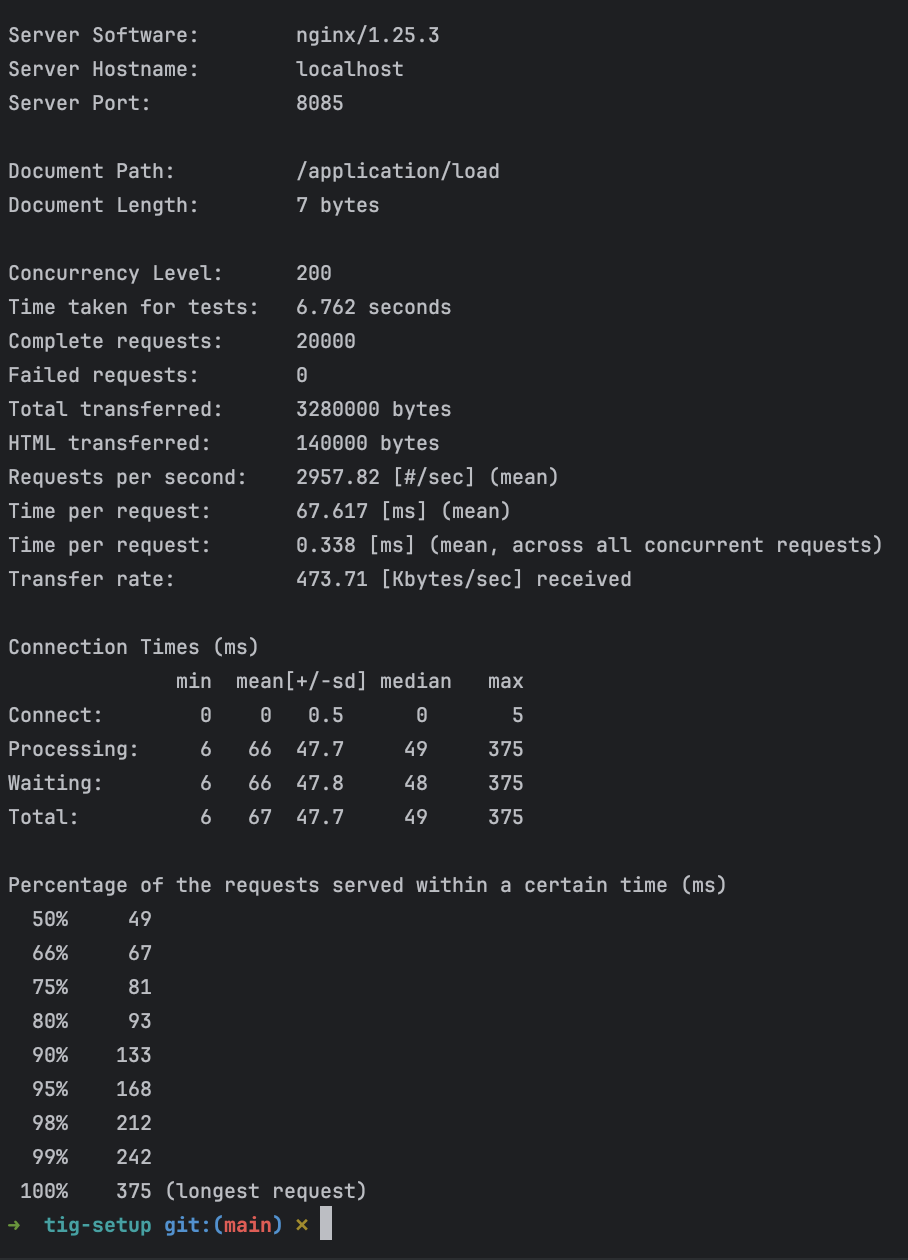 Server Software:        nginx/1.25.3
Server Hostname:        localhost
Server Port:            8085

Document Path:          /application/load
Document Length:        7 bytes

Concurrency Level:      200
Time taken for tests:   6.762 seconds
Complete requests:      20000
Failed requests:        0
Total transferred:      3280000 bytes
HTML transferred:       140000 bytes
Requests per second:    2957.82 [#/sec] (mean)
Time per request:       67.617 [ms] (mean)
Time per request:       0.338 [ms] (mean, across all concurrent requests)
Transfer rate:          473.71 [Kbytes/sec] received

Connection Times (ms)
              min  mean[+/-sd] median   max
Connect:        0    0   0.5      0       5
Processing:     6   66  47.7     49     375
Waiting:        6   66  47.8     48     375
Total:          6   67  47.7     49     375

Percentage of the requests served within a certain time (ms)
  50%     49
  66%     67
  75%     81
  80%     93
  90%    133
  95%    168
  98%    212
  99%    242
 100%    375 (longest request)
➜  tig-setup git:(main) ✗